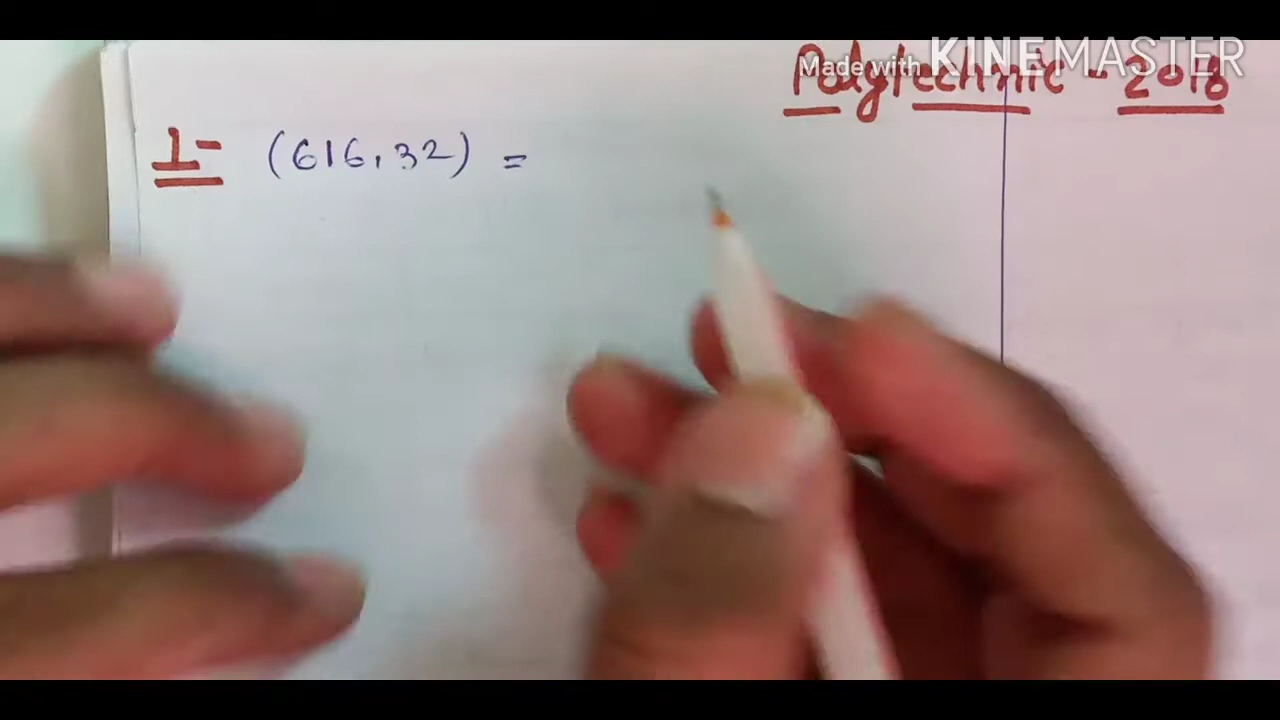 Made with KINEMASTER
Polytechnic - 2018
1- (616, 32) =